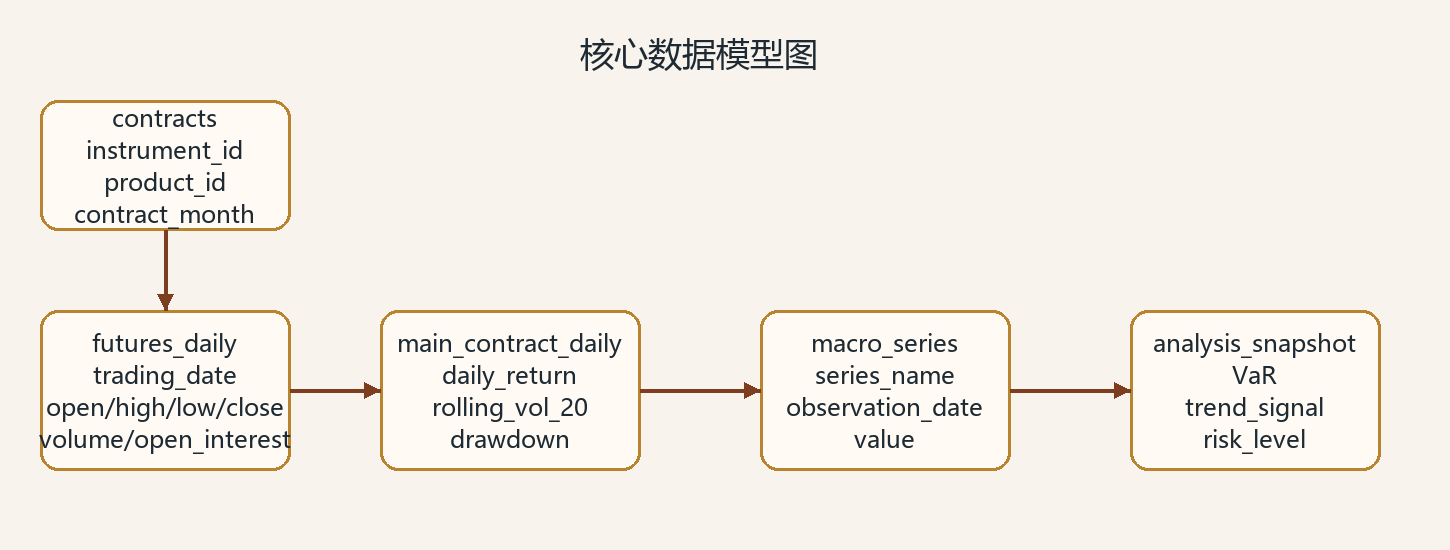 核心数据模型图
contracts
instrument_id
product_id
contract_month
futures_daily
trading_date
open/high/low/close
volume/open_interest
main_contract_daily
daily_return
rolling_vol_20
drawdown
macro_series
series_name
observation_date
value
analysis_snapshot
VaR
trend_signal
risk_level